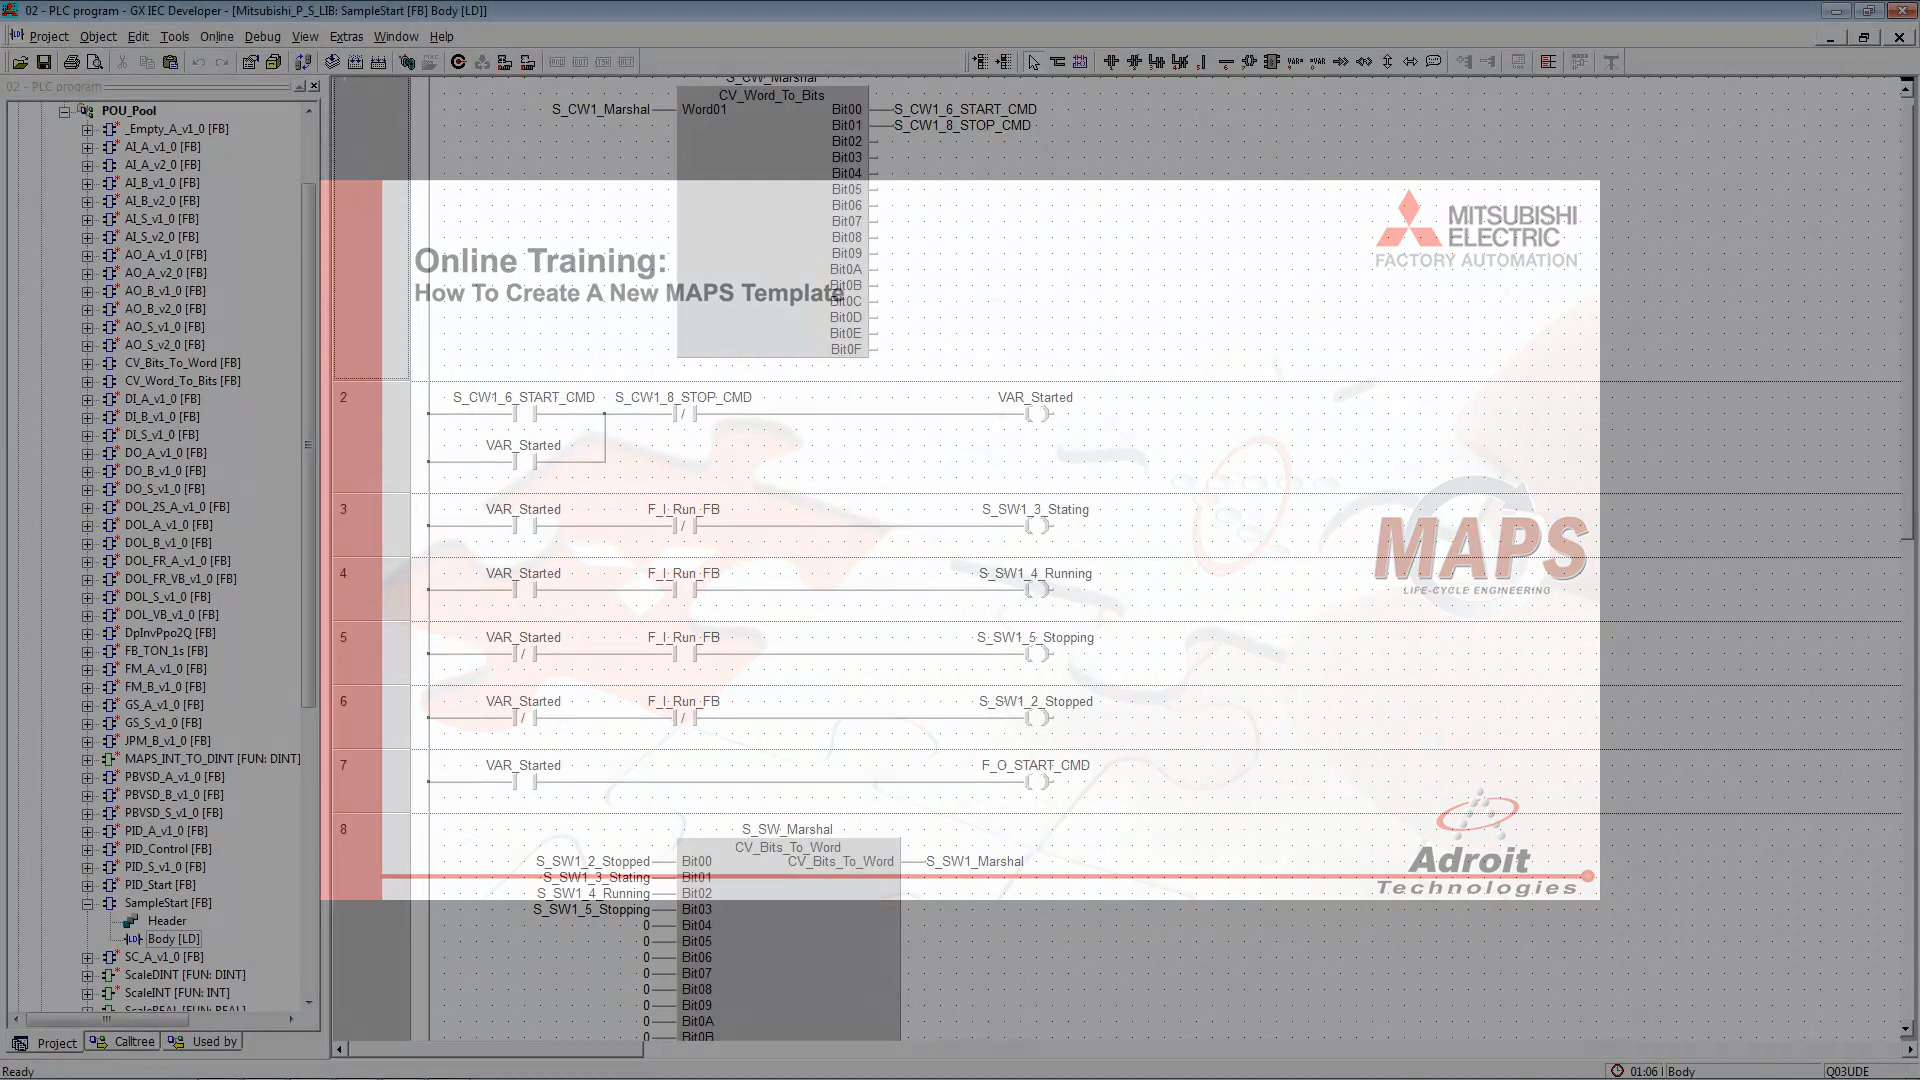 02 - PLC program - GX IEC Developer - [Mitsubishi_P_S_LIB: SampleStart [FB] Body [LD]]
Project Object Edit Tools Online Debug View Extras Window Help
02 - PLC program
POU_Pool
_Empty_A_v1_0 [FB]
AI_A_v1_0 [FB]
AI_A_v2_0 [FB]
AI_B_v1_0 [FB]
AI_B_v2_0 [FB]
AI_S_v1_0 [FB]
AI_S_v2_0 [FB]
AO_A_v1_0 [FB]
AO_A_v2_0 [FB]
AO_B_v1_0 [FB]
AO_B_v2_0 [FB]
AO_S_v1_0 [FB]
AO_S_v2_0 [FB]
CV_Bits_To_Word [FB]
CV_Word_To_Bits [FB]
DI_A_v1_0 [FB]
DI_B_v1_0 [FB]
DI_S_v1_0 [FB]
DO_A_v1_0 [FB]
DO_B_v1_0 [FB]
DO_S_v1_0 [FB]
DOL_2S_A_v1_0 [FB]
DOL_A_v1_0 [FB]
DOL_B_v1_0 [FB]
DOL_FR_A_v1_0 [FB]
DOL_FR_VB_v1_0 [FB]
DOL_S_v1_0 [FB]
DOL_VB_v1_0 [FB]
DpInvPpo2Q [FB]
FB_TON_1s [FB]
FM_A_v1_0 [FB]
FM_B_v1_0 [FB]
GS_A_v1_0 [FB]
GS_S_v1_0 [FB]
JPM_B_v1_0 [FB]
MAPS_INT_TO_DINT [FUN: DINT]
PBVSD_A_v1_0 [FB]
PBVSD_B_v1_0 [FB]
PBVSD_S_v1_0 [FB]
PID_A_v1_0 [FB]
PID_Control [FB]
PID_S_v1_0 [FB]
PID_Start [FB]
SampleStart [FB]
Header
Body [LD]
SC_A_v1_0 [FB]
ScaleDINT [FUN: DINT]
ScaleINT [FUN: INT]
ScaleREAL [FUN: REAL]
Project Calltree Used by
S_CW_Marshal
CV_Word_To_Bits
S_CW1_Marshal Word01 Bit00 S_CW1_6_START_CMD
Bit01 S_CW1_8_STOP_CMD
Bit02
Bit03
Bit04
Bit05
Bit06
Bit07
Bit08
Bit09
Bit0A
Bit0B
Bit0C
Bit0D
Bit0E
Bit0F
Online Training:
How To Create A New MAPS Template
MITSUBISHI
ELECTRIC
FACTORY AUTOMATION
2
S_CW1_6_START_CMD S_CW1_8_STOP_CMD VAR_Started
VAR_Started
3
VAR_Started F_I_Run_FB S_SW1_3_Stating
4
VAR_Started F_I_Run_FB S_SW1_4_Running
5
VAR_Started F_I_Run_FB S_SW1_5_Stopping
6
VAR_Started F_I_Run_FB S_SW1_2_Stopped
7
VAR_Started F_O_START_CMD
8
S_SW_Marshal
CV_Bits_To_Word
S_SW1_2_Stopped Bit00 CV_Bits_To_Word S_SW1_Marshal
S_SW1_3_Stating Bit01
S_SW1_4_Running Bit02
S_SW1_5_Stopping Bit03
0 Bit04
0 Bit05
0 Bit06
0 Bit07
0 Bit08
0 Bit09
0 Bit0A
0 Bit0B
MAPS
LIFE-CYCLE ENGINEERING
Adroit
Technologies
Ready
01:06 Body Q03UDE